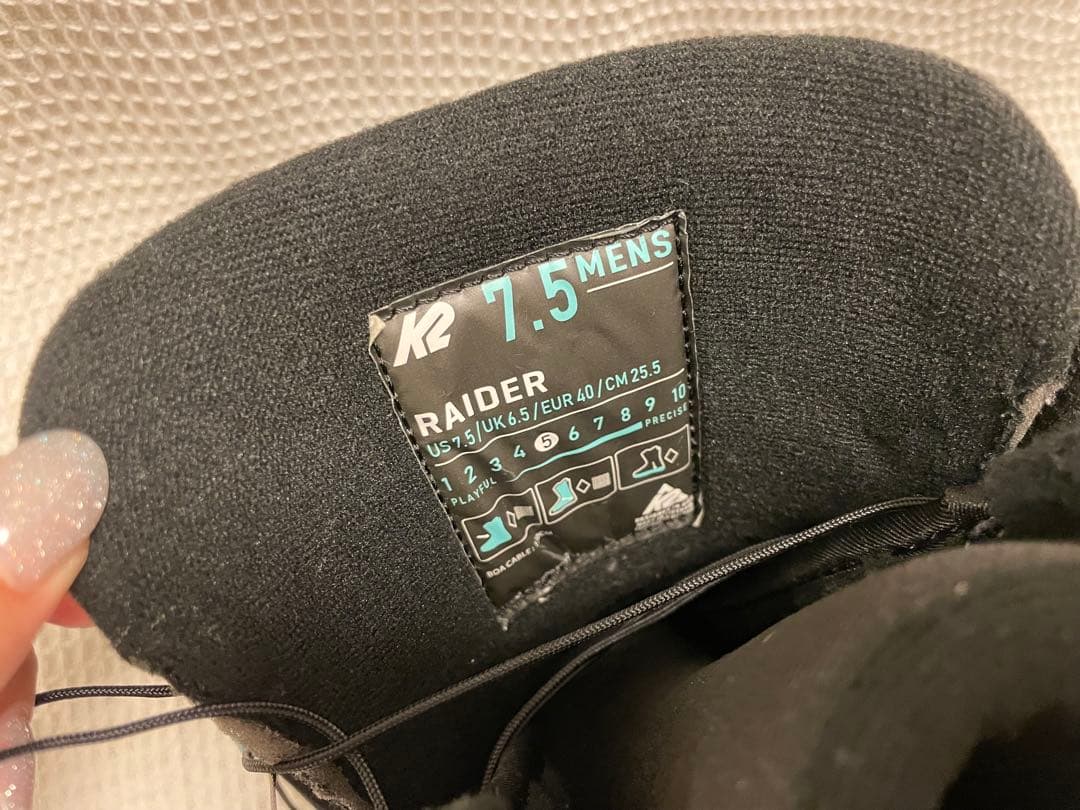 K2 7.5 MENS
RAIDER
US 7.5/UK 6.5/EUR 40/CM 25.5
1 2 3 4 5 6 7 8 9 10
PLAYFUL PRECISE
BOA CABLE:
K2